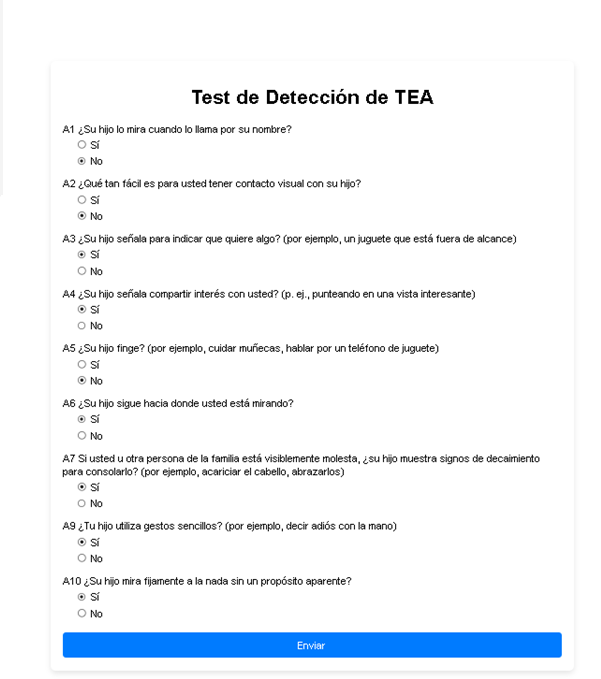 Test de Detección de TEA
A1 ¿Su hijo lo mira cuando lo llama por su nombre?
Sí
No
A2 ¿Qué tan fácil es para usted tener contacto visual con su hijo?
Sí
No
A3 ¿Su hijo señala para indicar que quiere algo? (por ejemplo, un juguete que está fuera de alcance)
Sí
No
A4 ¿Su hijo señala compartir interés con usted? (p. ej., punteando en una vista interesante)
Sí
No
A5 ¿Su hijo finge? (por ejemplo, cuidar muñecas, hablar por un teléfono de juguete)
Sí
No
A6 ¿Su hijo sigue hacia donde usted está mirando?
Sí
No
A7 Si usted u otra persona de la familia está visiblemente molesta, ¿su hijo muestra signos de decaimiento
para consolarlo? (por ejemplo, acariciar el cabello, abrazarlos)
Sí
No
A9 ¿Tu hijo utiliza gestos sencillos? (por ejemplo, decir adiós con la mano)
Sí
No
A10 ¿Su hijo mira fijamente a la nada sin un propósito aparente?
Sí
No
Enviar